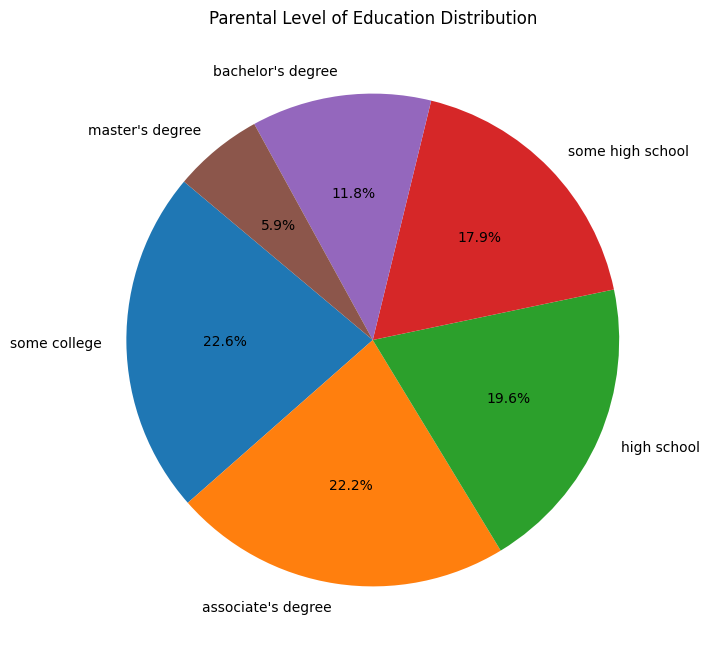 Parental Level of Education Distribution
bachelor's degree
master's degree
some high school
11.8%
5.9%
17.9%
22.6%
some college
19.6%
high school
22.2%
associate's degree